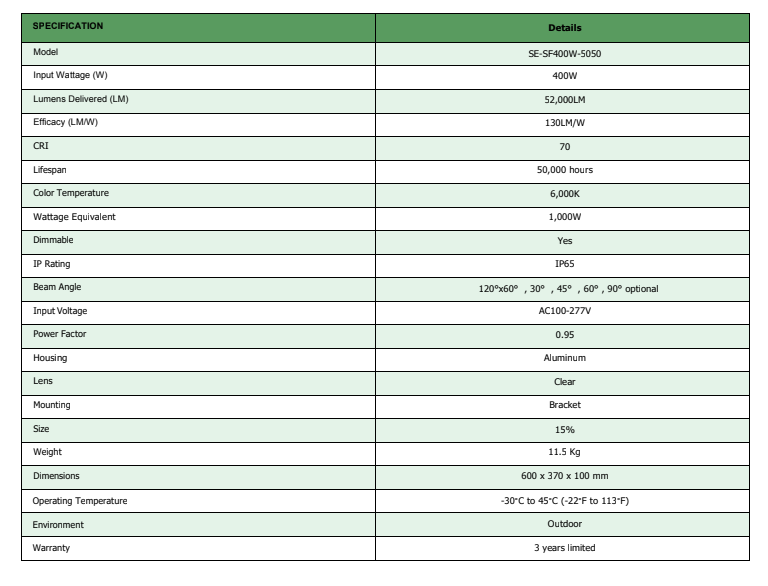 SPECIFICATION Details
Model SE-SF400W-5050
Input Wattage (W) 400W
Lumens Delivered (LM) 52,000LM
Efficacy (LM/W) 130LM/W
CRI 70
Lifespan 50,000 hours
Color Temperature 6,000K
Wattage Equivalent 1,000W
Dimmable Yes
IP Rating IP65
Beam Angle 120°x60° , 30° , 45° , 60° , 90° optional
Input Voltage AC100-277V
Power Factor 0.95
Housing Aluminum
Lens Clear
Mounting Bracket
Size 15%
Weight 11.5 Kg
Dimensions 600 x 370 x 100 mm
Operating Temperature -30°C to 45°C (-22°F to 113°F)
Environment Outdoor
Warranty 3 years limited